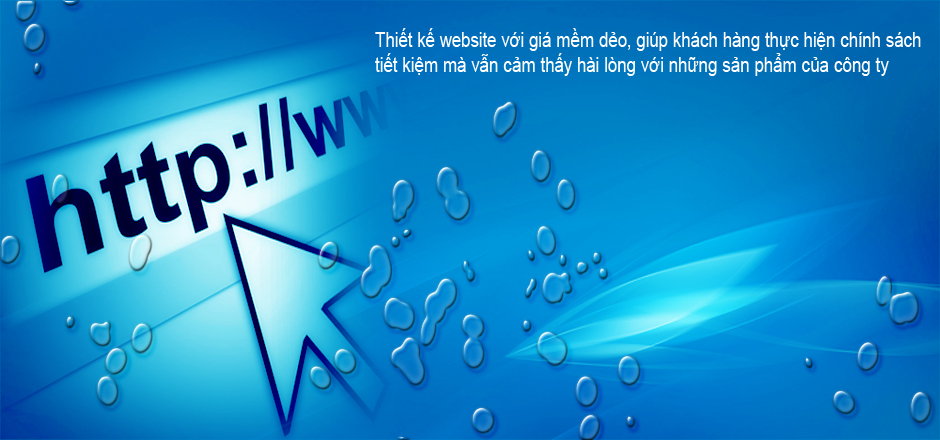 Thiết kế website với giá mềm dẻo, giúp khách hàng thực hiện chính sách
tiết kiệm mà vẫn cảm thấy hài lòng với những sản phẩm của công ty
http://ww